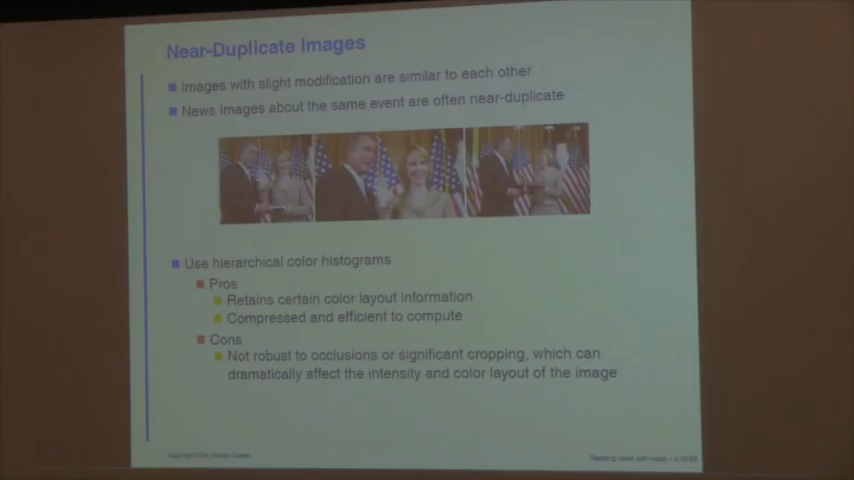 Near-Duplicate Images
Images with slight modification are similar to each other
News Images about the same event are often near-duplicate
Use hierarchical color histograms
Pros
Retains certain color layout information
Compressed and efficient to compute
Cons
Not robust to occlusions or significant cropping, which can
dramatically affect the intensity and color layout of the image